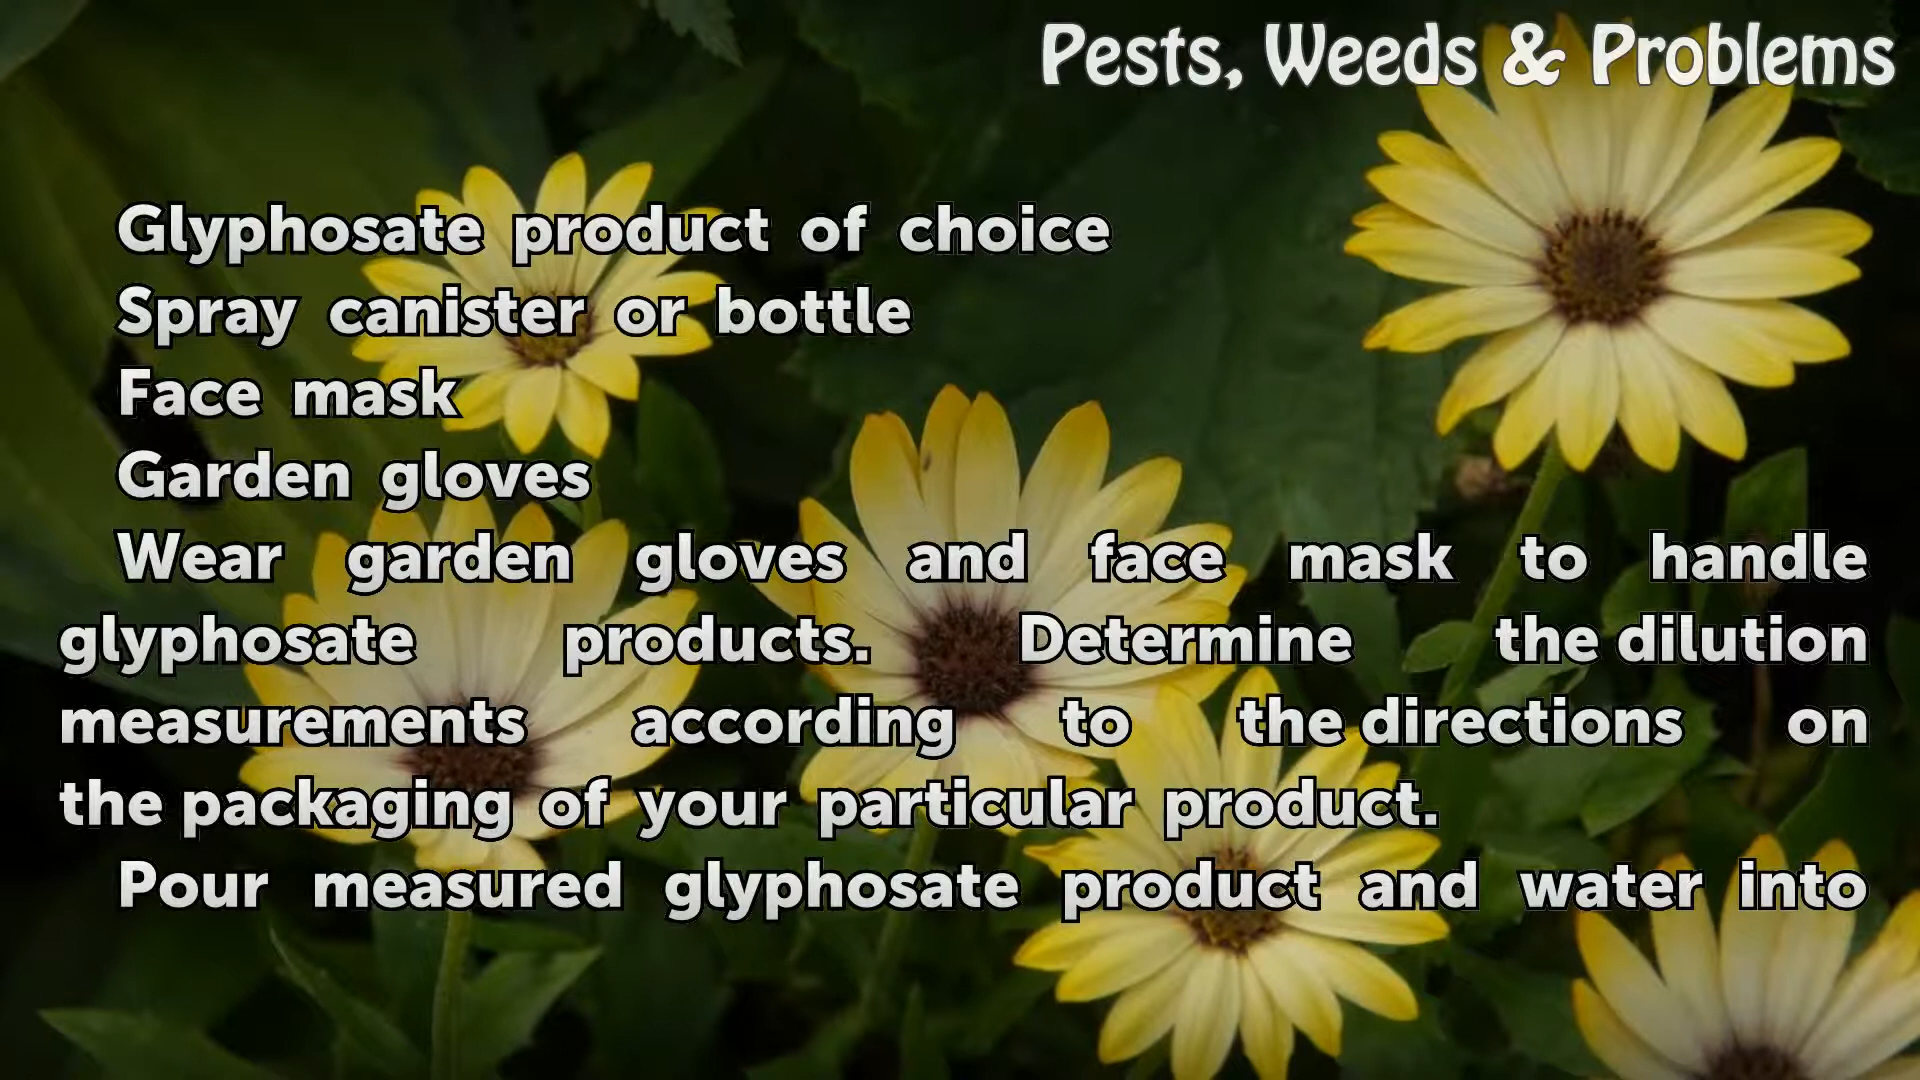 Pests, Weeds & Problems
Glyphosate product of choice
Spray canister or bottle
Face mask
Garden gloves
Wear garden gloves and face mask to handle
glyphosate products. Determine the dilution
measurements according to the directions on
the packaging of your particular product.
Pour measured glyphosate product and water into